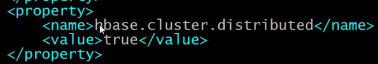 <property>
<name>hbase.cluster.distributed</name>
<value>true</value>
</property>